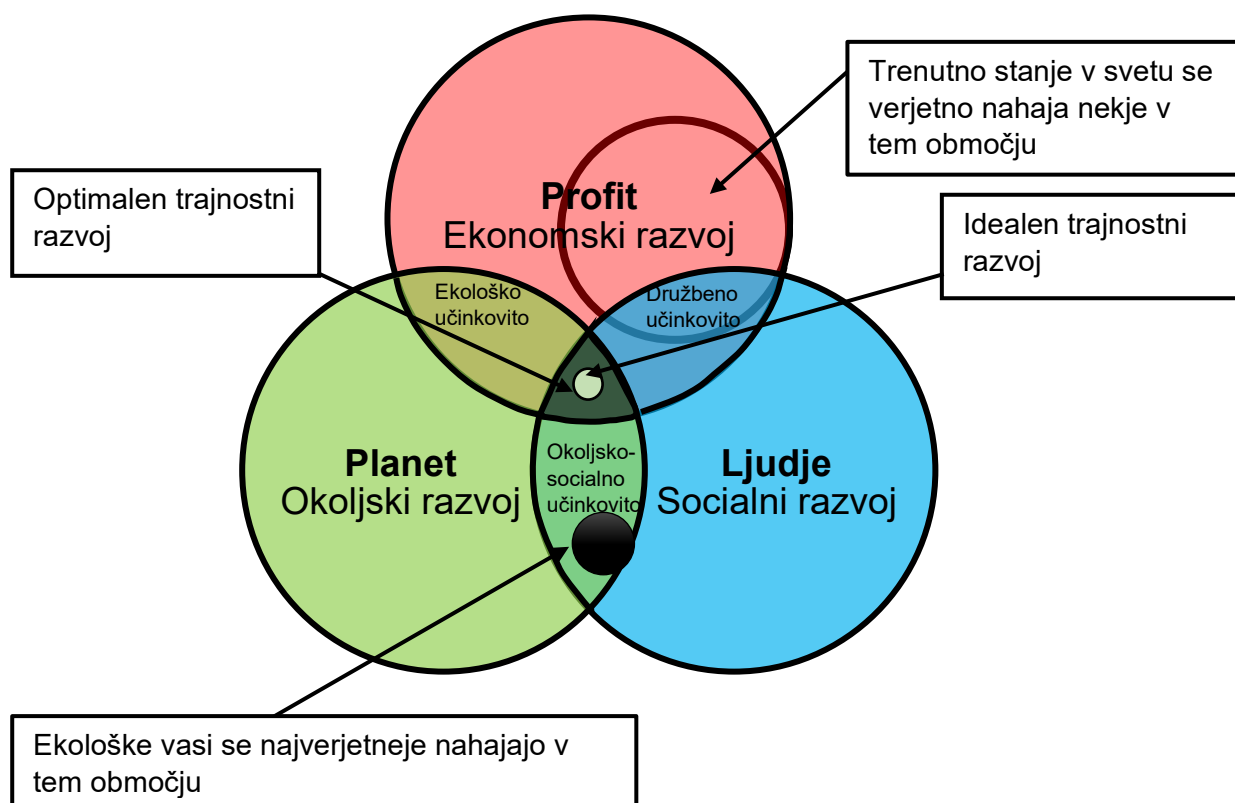 Trenutno stanje v svetu se
verjetno nahaja nekje v
tem območju
Optimalen trajnostni
razvoj
Idealen trajnostni
razvoj
Profit
Ekonomski razvoj
Ekološko
učinkovito
Družbeno
učinkovito
Planet
Okoljski razvoj
Okoljsko-
socialno
učinkovito
Ljudje
Socialni razvoj
Ekološke vasi se najverjetneje nahajajo v
tem območju